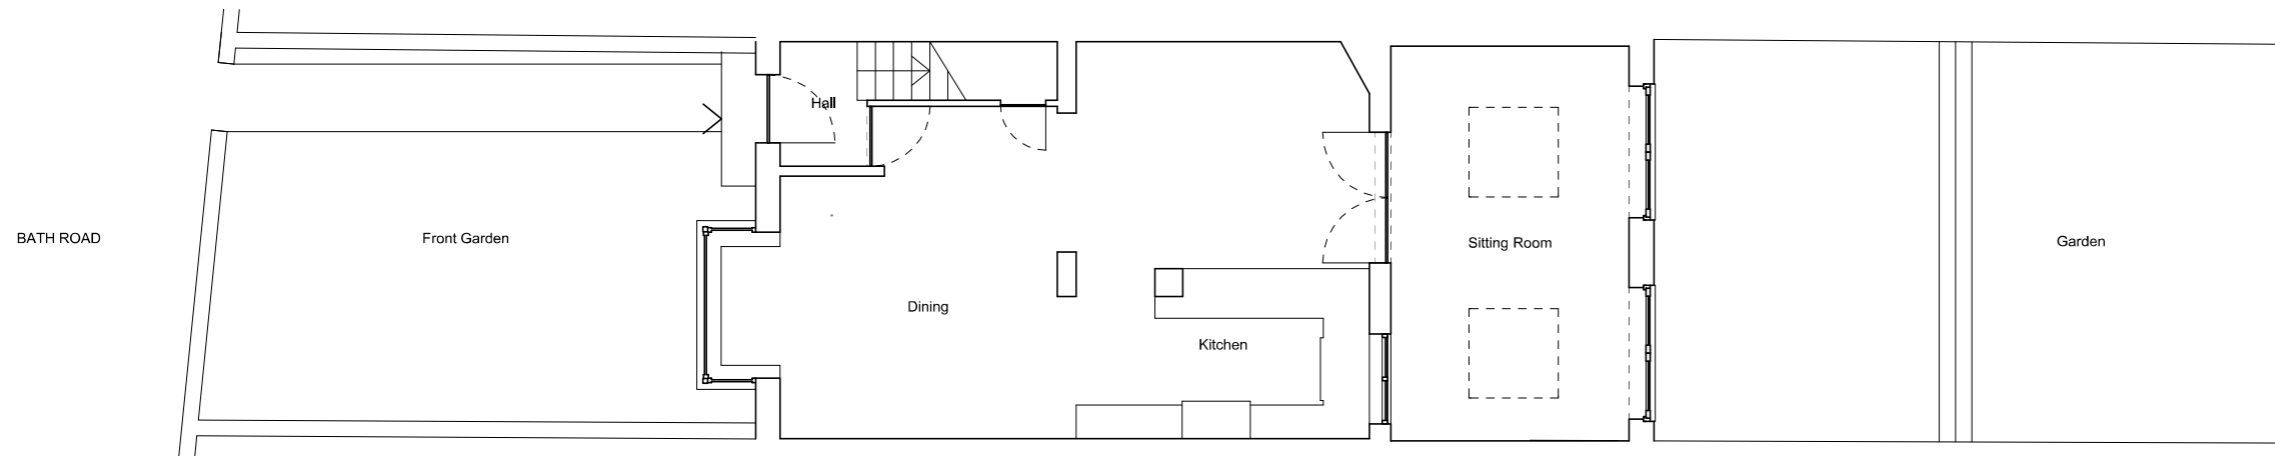 Hall
BATH ROAD
Front Garden
Sitting Room
Garden
Dining
Kitchen